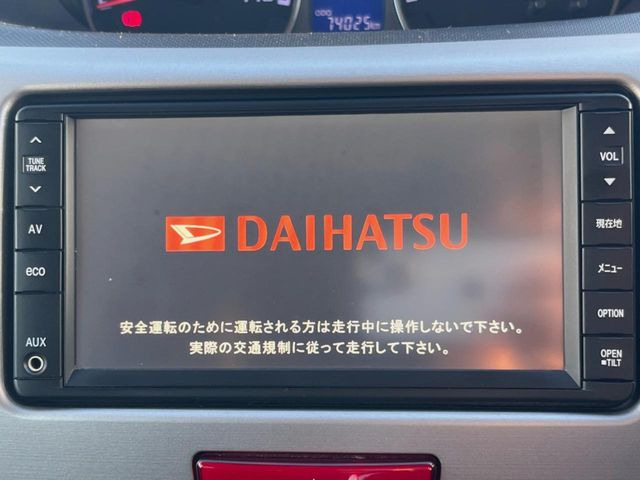 ODO 74025km
TUNE
TRACK
AV
eco
AUX
DAIHATSU
安全運転のために運転される方は走行中に操作しないで下さい。
実際の交通規制に従って走行して下さい。
VOL
現在地
メニュー
OPTION
OPEN
TILT